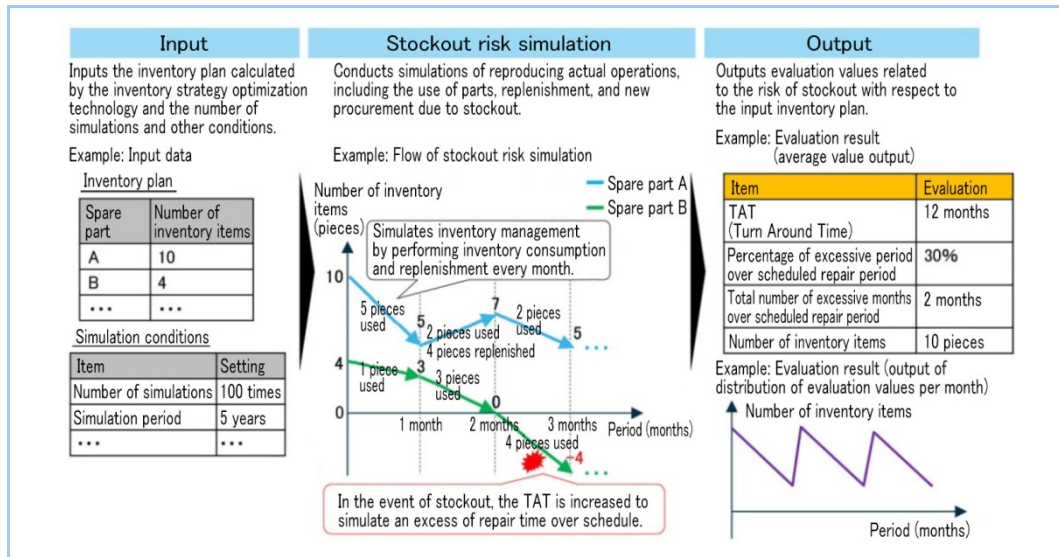 Input
Inputs the inventory plan calculated
by the inventory strategy optimization
technology and the number of
simulations and other conditions.
Example: Input data
Inventory plan
Spare part
Number of inventory items
A 10
B 4
... ...
Simulation conditions
Item Setting
Number of simulations 100 times
Simulation period 5 years
... ...
Stockout risk simulation
Conducts simulations of reproducing actual operations,
including the use of parts, replenishment, and new
procurement due to stockout.
Example: Flow of stockout risk simulation
Number of inventory
items
(pieces)
Spare part A
Spare part B
Simulates inventory management
by performing inventory consumption
and replenishment every month.
10
5 pieces
used
5
2 pieces used
4 pieces replenished
7
2 pieces
used
5
...
4
1 piece
used
3
3 pieces
used
0
0
1 month
2 months
3 months
Period (months)
4 pieces used
-4
...
In the event of stockout, the TAT is increased to
simulate an excess of repair time over schedule.
Output
Outputs evaluation values related
to the risk of stockout with respect to
the input inventory plan.
Example: Evaluation result
(average value output)
Item Evaluation
TAT
(Turn Around Time)
12 months
Percentage of excessive period
over scheduled repair period
30%
Total number of excessive months
over scheduled repair period
2 months
Number of inventory items 10 pieces
Example: Evaluation result (output of
distribution of evaluation values per month)
Number of inventory items
Period (months)